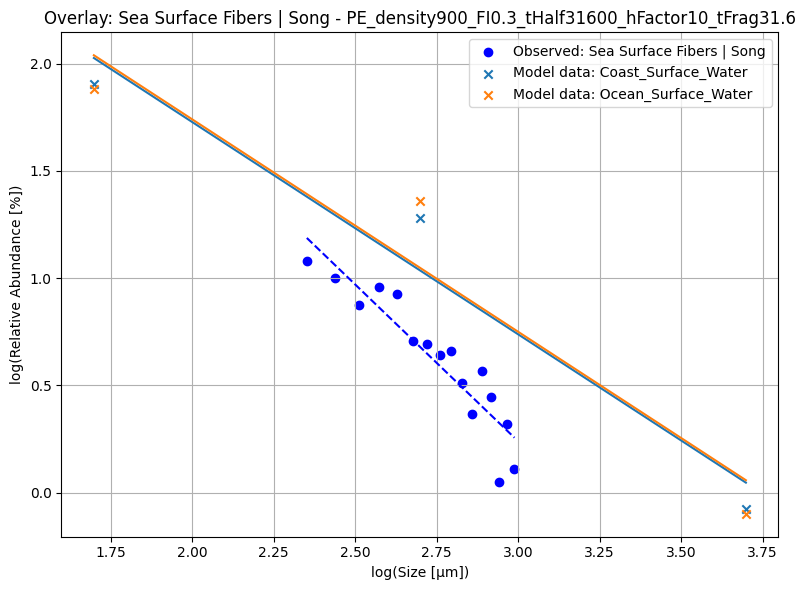 Overlay: Sea Surface Fibers | Song - PE_density900_FI0.3_tHalf31600_hFactor10_tFrag31.6
Observed: Sea Surface Fibers | Song
Model data: Coast_Surface_Water
Model data: Ocean_Surface_Water
log(Relative Abundance [%])
2.0
1.5
1.0
0.5
0.0
1.75 2.00 2.25 2.50 2.75 3.00 3.25 3.50 3.75
log(Size [μm])